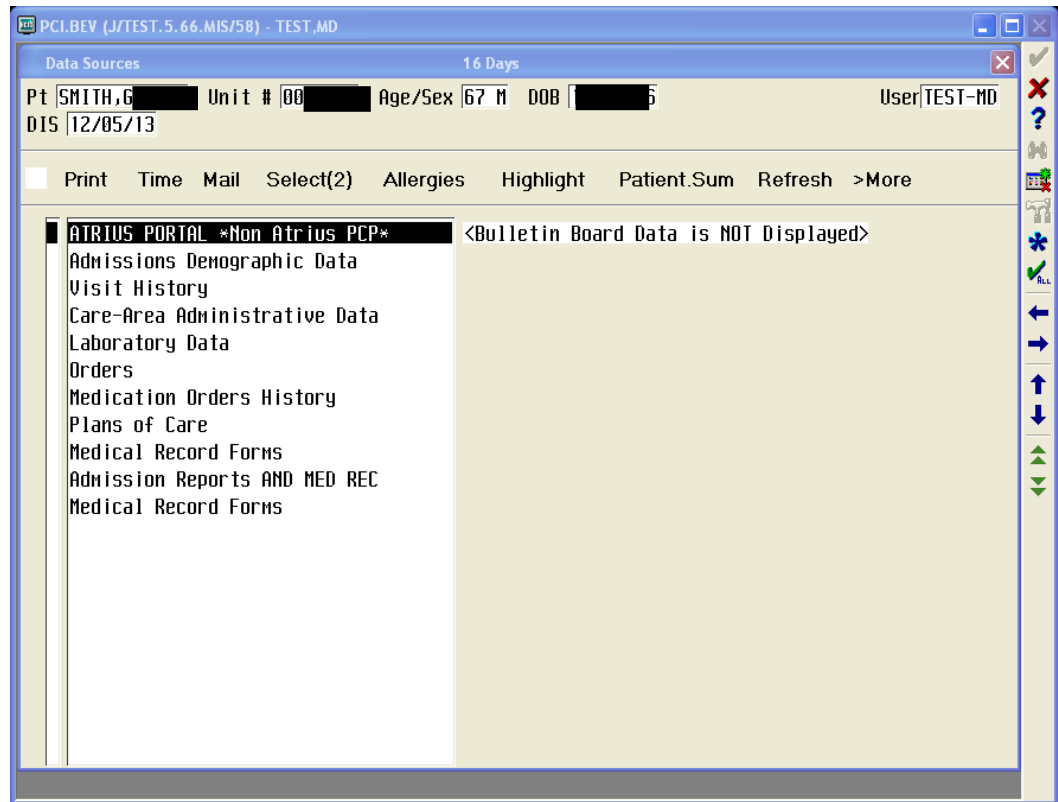 PCI.BEV (J/TEST.5.66.MIS/58) - TEST,MD
Data Sources 16 Days
Pt SMITH,G Unit # 00 Age/Sex 67 M DOB 6 User TEST-MD
DIS 12/05/13
Print Time Mail Select(2) Allergies Highlight Patient.Sum Refresh >More
ATRIUS PORTAL *Non Atrius PCP* <Bulletin Board Data is NOT Displayed>
Admissions Demographic Data
Visit History
Care-Area Administrative Data
Laboratory Data
Orders
Medication Orders History
Plans of Care
Medical Record Forms
Admission Reports AND MED REC
Medical Record Forms
ALL